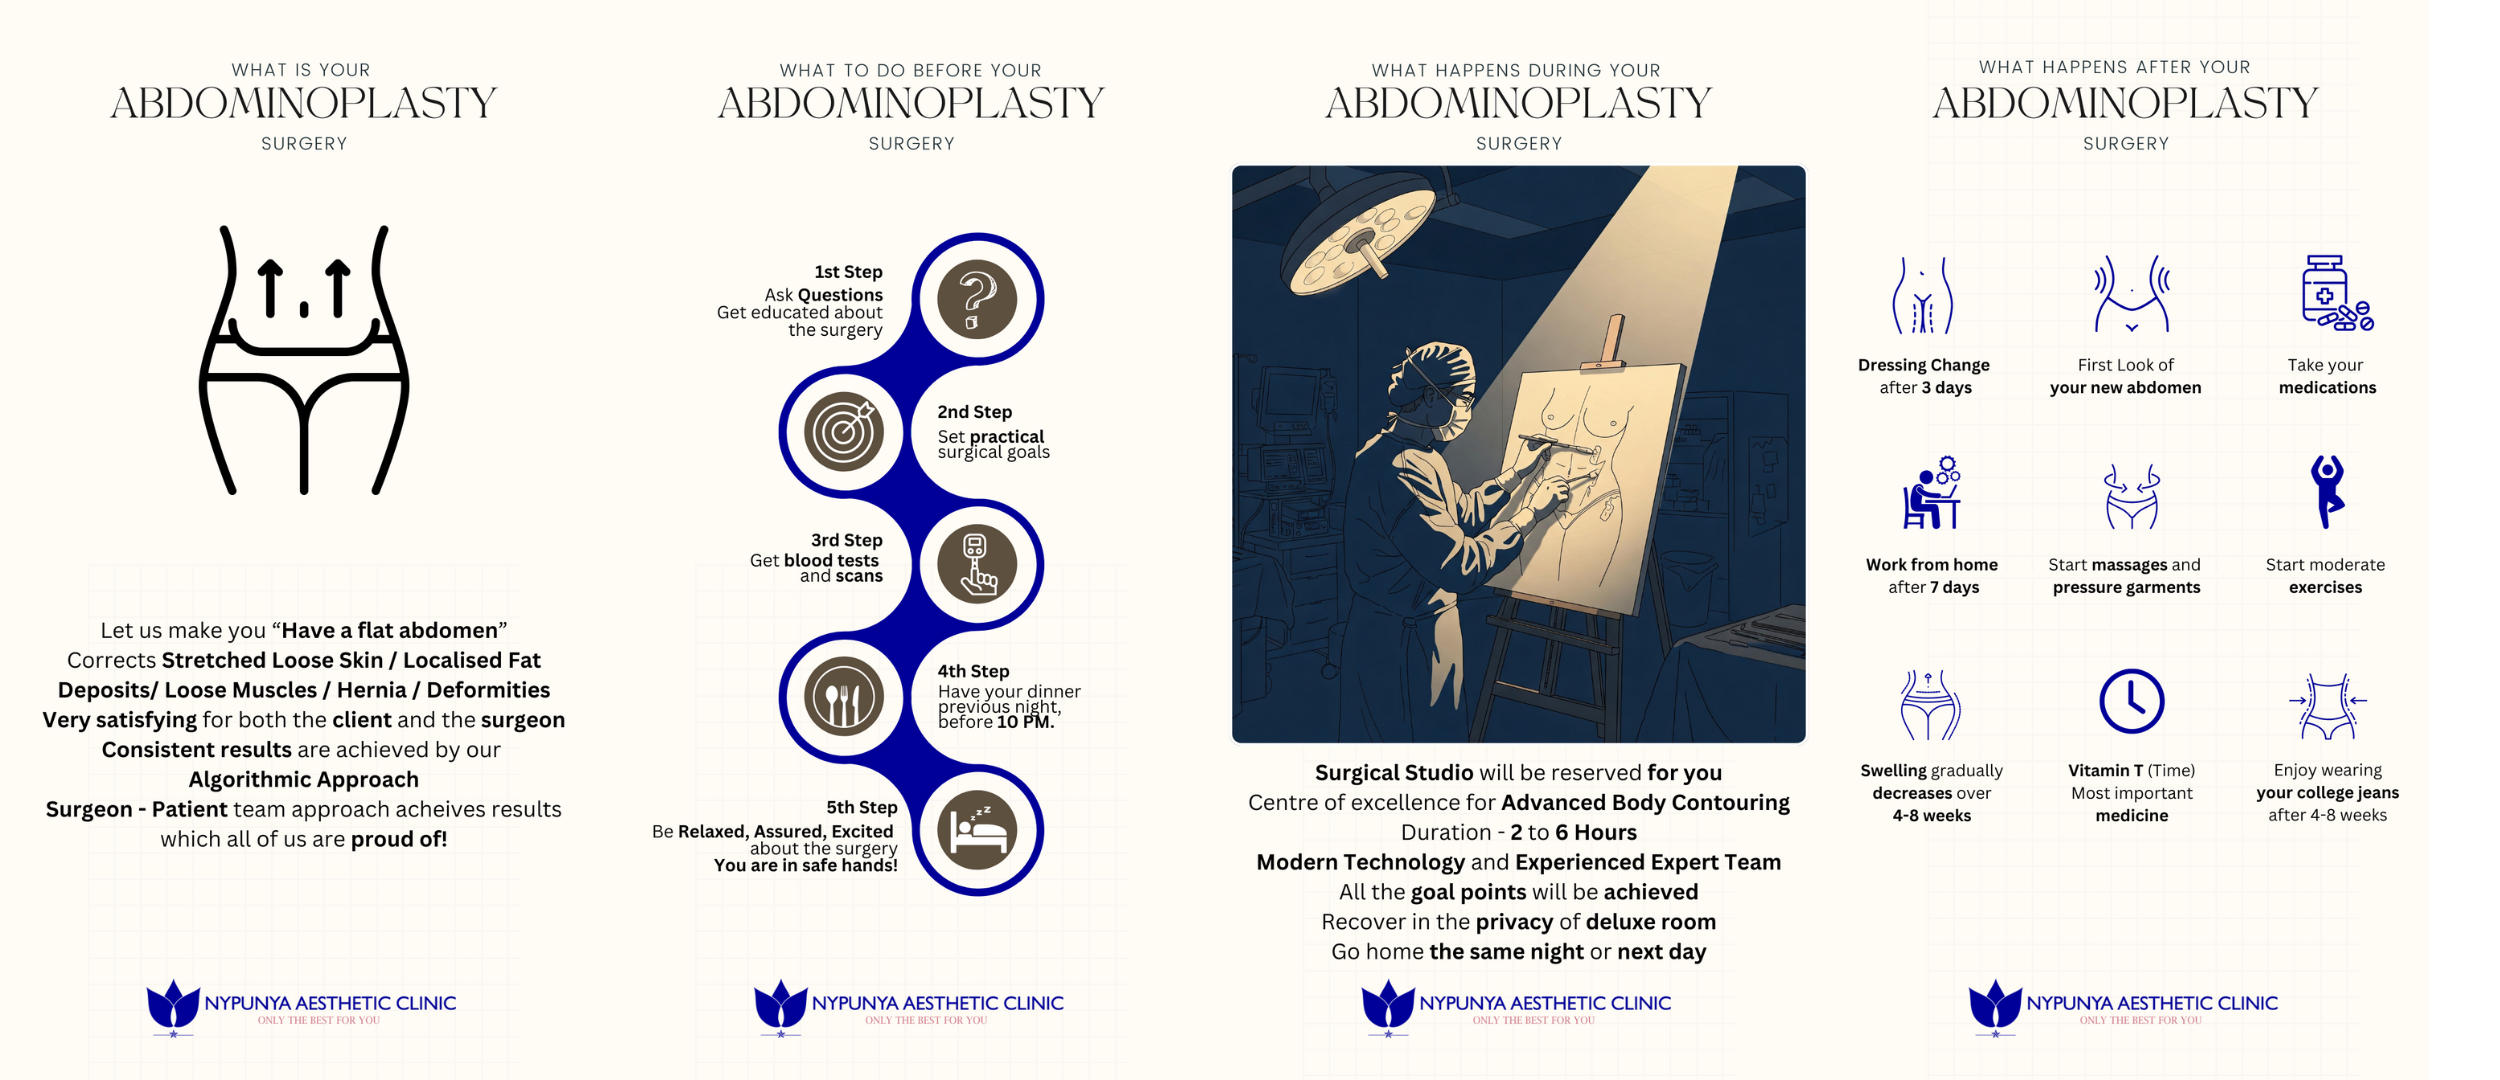 WHAT IS YOUR
ABDOMINOPLASTY
SURGERY
Let us make you “Have a flat abdomen”
Corrects Stretched Loose Skin / Localised Fat
Deposits/ Loose Muscles / Hernia / Deformities
Very satisfying for both the client and the surgeon
Consistent results are achieved by our
Algorithmic Approach
Surgeon - Patient team approach acheives results
which all of us are proud of!
NYPUNYA AESTHETIC CLINIC
ONLY THE BEST FOR YOU
WHAT TO DO BEFORE YOUR
ABDOMINOPLASTY
SURGERY
1st Step
Ask Questions
Get educated about
the surgery
2nd Step
Set practical
surgical goals
3rd Step
Get blood tests
and scans
4th Step
Have your dinner
previous night,
before 10 PM.
5th Step
Be Relaxed, Assured, Excited
about the surgery
You are in safe hands!
NYPUNYA AESTHETIC CLINIC
ONLY THE BEST FOR YOU
WHAT HAPPENS DURING YOUR
ABDOMINOPLASTY
SURGERY
Surgical Studio will be reserved for you
Centre of excellence for Advanced Body Contouring
Duration - 2 to 6 Hours
Modern Technology and Experienced Expert Team
All the goal points will be achieved
Recover in the privacy of deluxe room
Go home the same night or next day
NYPUNYA AESTHETIC CLINIC
ONLY THE BEST FOR YOU
WHAT HAPPENS AFTER YOUR
ABDOMINOPLASTY
SURGERY
Dressing Change
after 3 days
First Look of
your new abdomen
Take your
medications
Work from home
after 7 days
Start massages and
pressure garments
Start moderate
exercises
Swelling gradually
decreases over
4-8 weeks
Vitamin T (Time)
Most important
medicine
Enjoy wearing
your college jeans
after 4-8 weeks
NYPUNYA AESTHETIC CLINIC
ONLY THE BEST FOR YOU